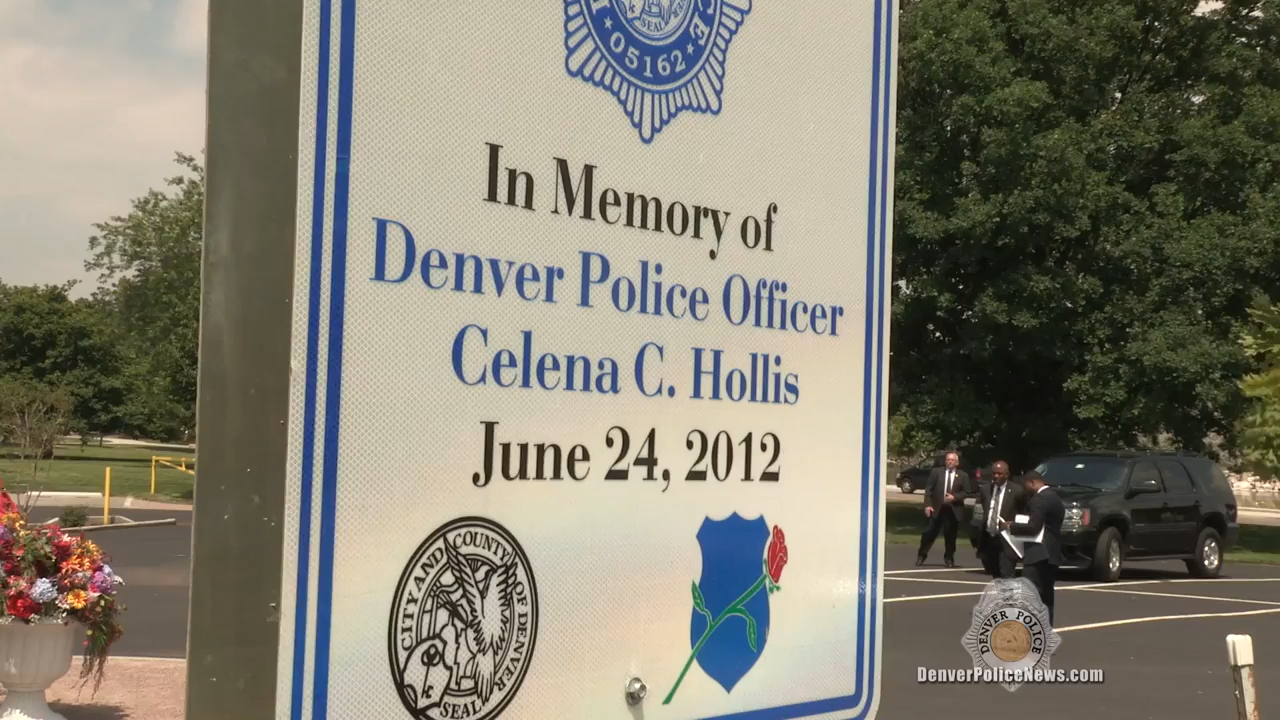 SEAL
05162
In Memory of
Denver Police Officer
Celena C. Hollis
June 24, 2012
CITY AND COUNTY OF DENVER
SEAL
DENVER POLICE
DenverPoliceNews.com